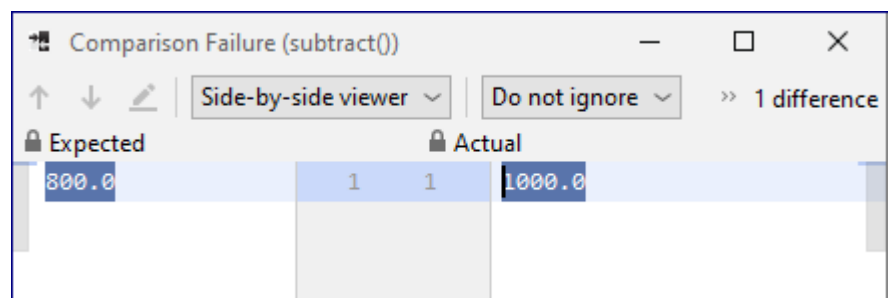 Comparison Failure (subtract())
Side-by-side viewer Do not ignore » 1 difference
Expected Actual
800.0 1 1 1000.0